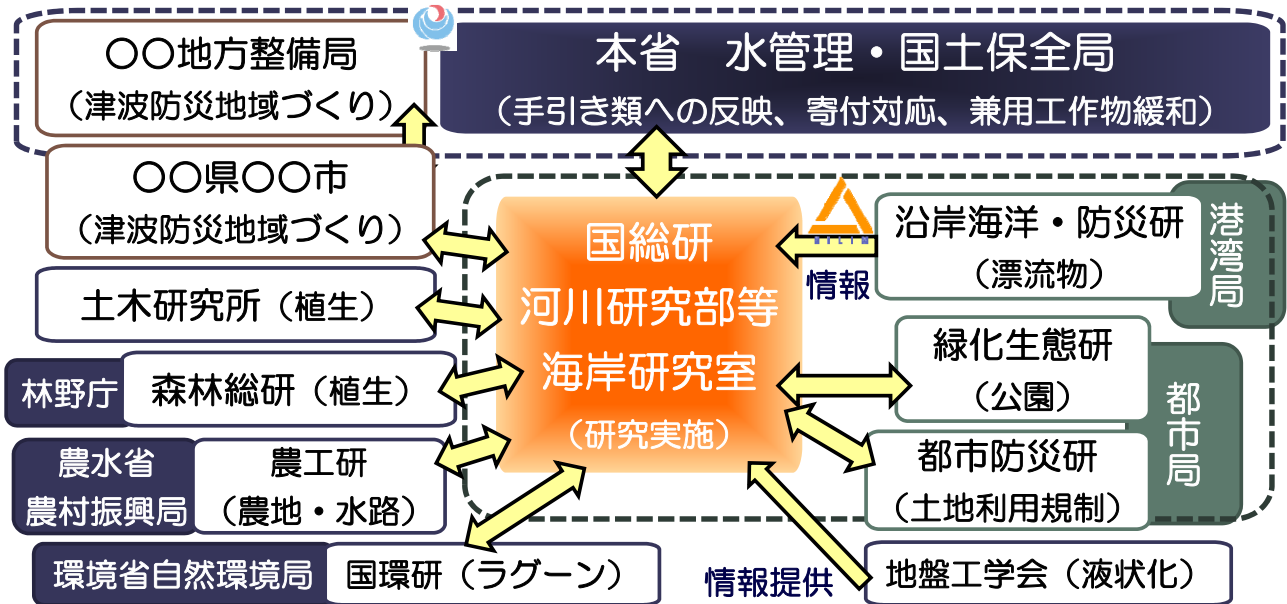 〇〇地方整備局
（津波防災地域づくり）
本省　水管理・国土保全局
（手引き類への反映、寄付対応、兼用工作物緩和）
〇〇県〇〇市
（津波防災地域づくり）
土木研究所（植生）
林野庁
森林総研（植生）
農水省
農村振興局
農工研
（農地・水路）
環境省自然環境局
国環研（ラグーン）
国総研
河川研究部等
海岸研究室
（研究実施）
NILIM
情報
沿岸海洋・防災研
（漂流物）
港湾局
緑化生態研
（公園）
都市防災研
（土地利用規制）
都市局
情報提供
地盤工学会（液状化）